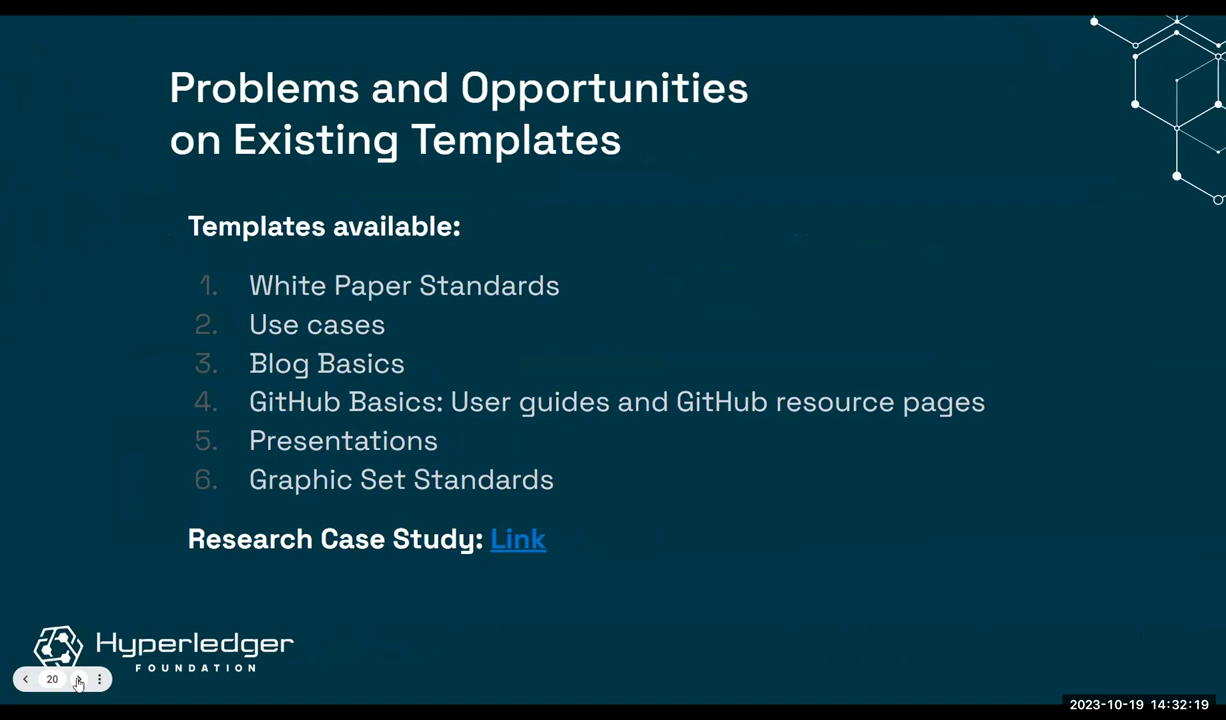 Problems and Opportunities
on Existing Templates
Templates available:
1. White Paper Standards
2. Use cases
3. Blog Basics
4. GitHub Basics: User guides and GitHub resource pages
5. Presentations
6. Graphic Set Standards
Research Case Study: Link
Hyperledger
FOUNDATION
20
2023-10-19 14:32:19